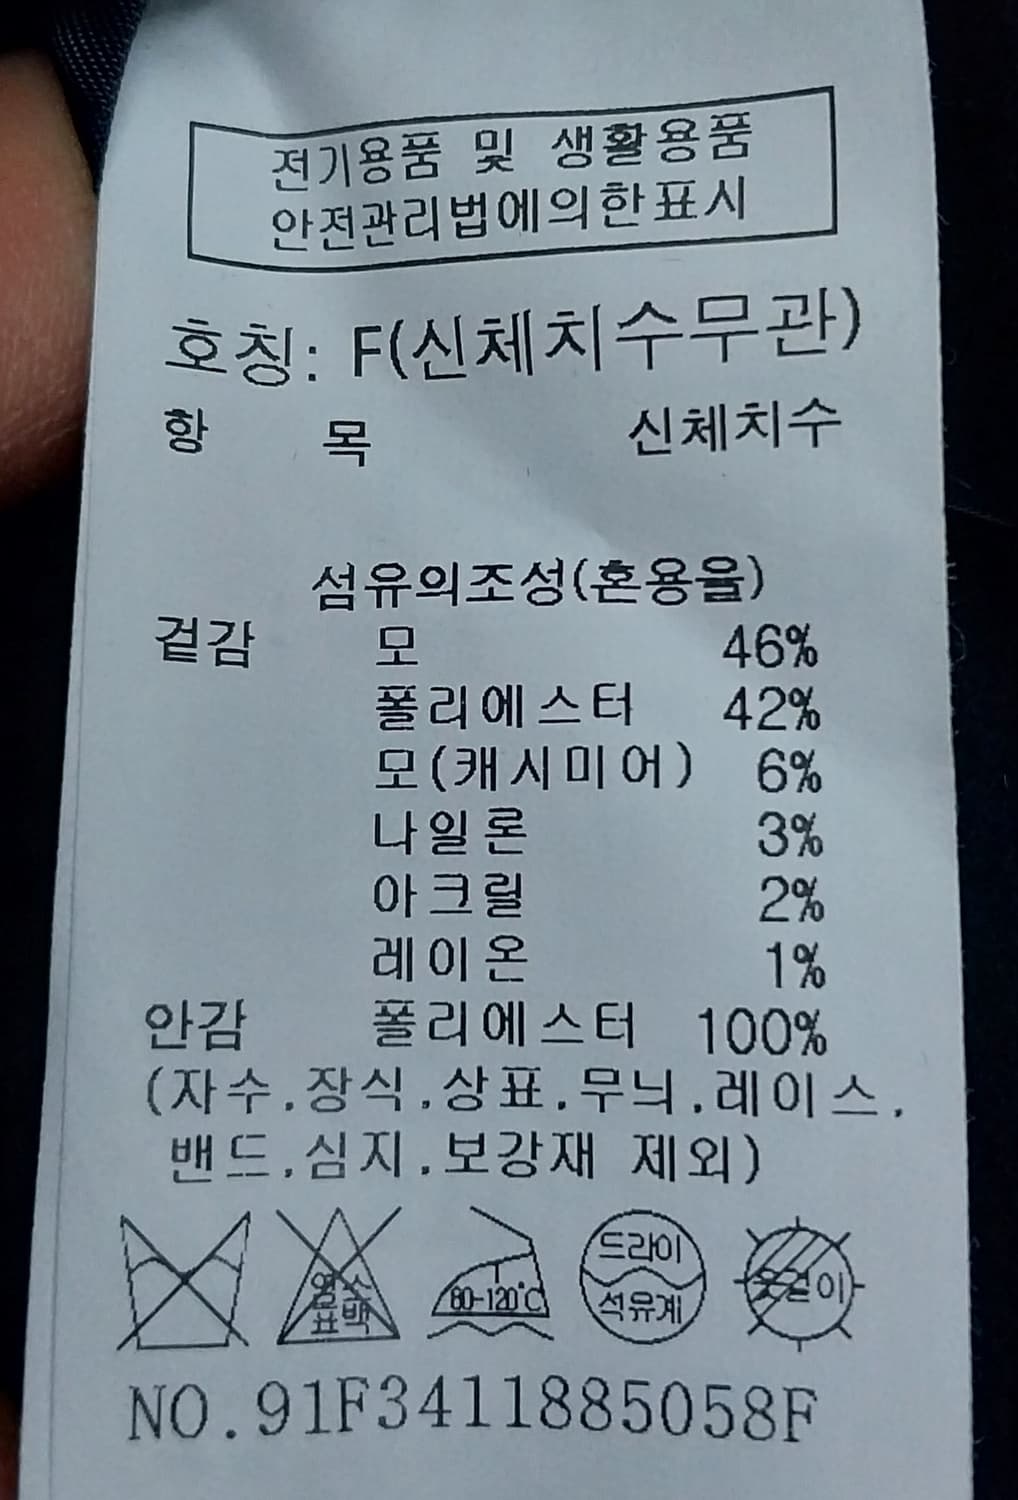 전기용품 및 생활용품
안전관리법에의한표시
호칭: F(신체치수무관)
항 목 신체치수
섬유의조성(혼용율)
겉감 모 46%
폴리에스터 42%
모(캐시미어) 6%
나일론 3%
아크릴 2%
레이온 1%
안감 폴리에스터 100%
(자수.장식.상표.무늬.레이스.
밴드.심지.보강재 제외)
염소
표백
80-120℃
드라이
석유계
옷걸이
NO.91F3411885058F